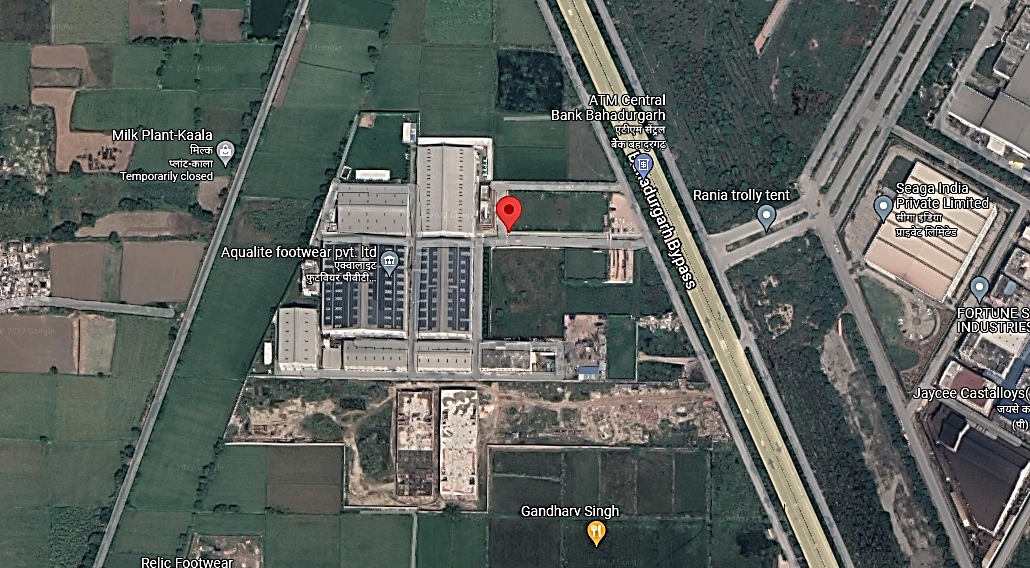 ATM Central
Bank Bahadurgarh
एटीएम सेंट्रल
बैंक बहादुरगढ़
Bahadurgarh Bypass
Milk Plant-Kaala
मिल्क
प्लांट-काला
Temporarily closed
Rania trolly tent
Seaga India
Private Limited
सीगा इंडिया
प्राइवेट लिमिटेड
Aqualite footwear pvt. ltd
एक्वालाइट
फुटवियर पीवीटी...
FORTUNE S
INDUSTRIES
Jaycee Castalloys(
जयसे क
(पी)
Gandharv Singh
Relic Footwear